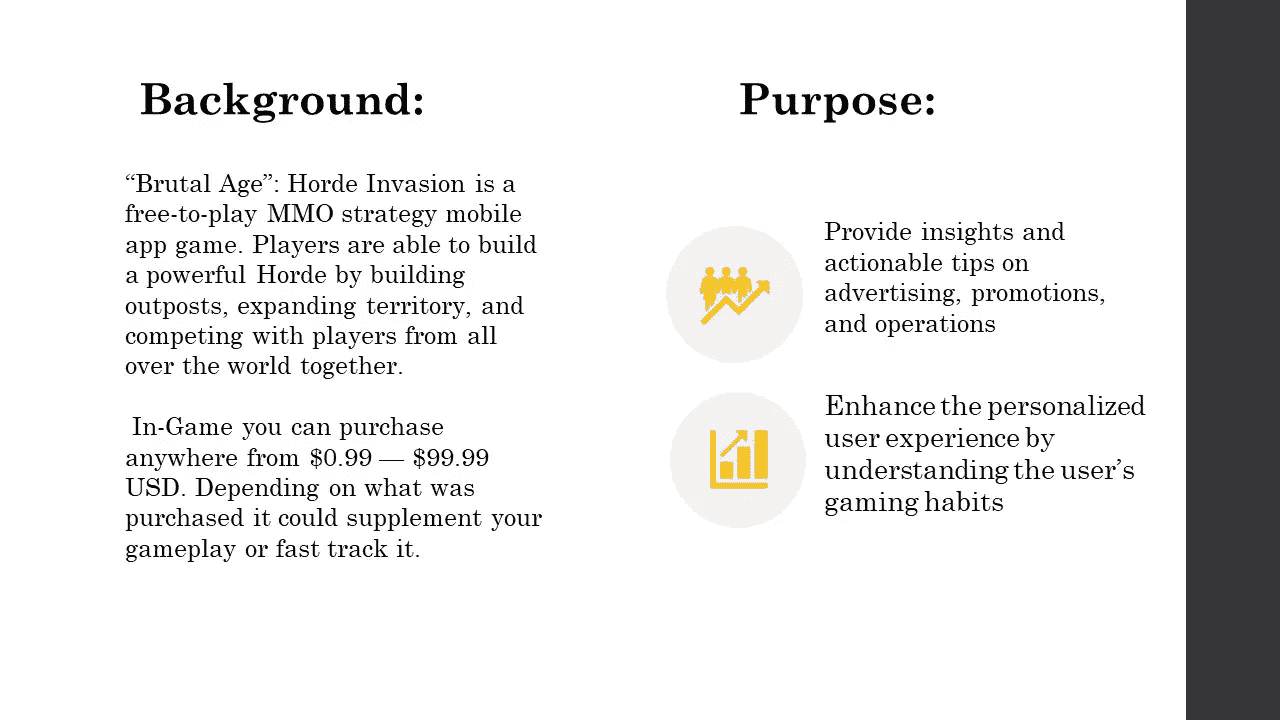 Background:
“Brutal Age”: Horde Invasion is a
free-to-play MMO strategy mobile
app game. Players are able to build
a powerful Horde by building
outposts, expanding territory, and
competing with players from all
over the world together.
In-Game you can purchase
anywhere from $0.99 — $99.99
USD. Depending on what was
purchased it could supplement your
gameplay or fast track it.
Purpose:
Provide insights and
actionable tips on
advertising, promotions,
and operations
Enhance the personalized
user experience by
understanding the user’s
gaming habits